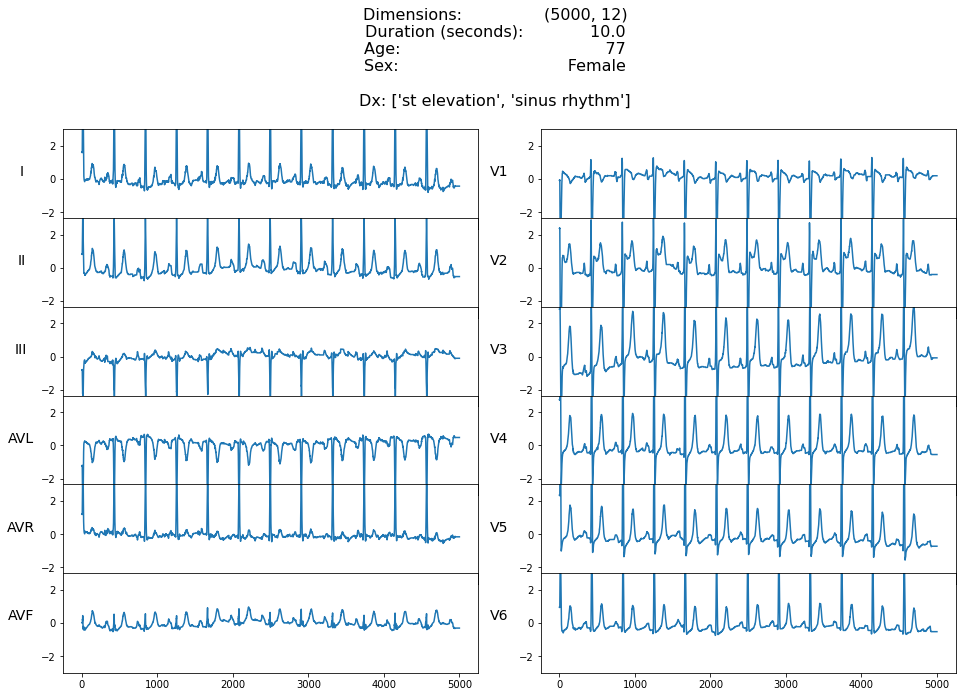 Dimensions: (5000, 12)
Duration (seconds): 10.0
Age: 77
Sex: Female
Dx: ['st elevation', 'sinus rhythm']
I
2
0
−2
II
2
0
−2
III
2
0
−2
AVL
2
0
−2
AVR
2
0
−2
AVF
2
0
−2
0 1000 2000 3000 4000 5000
V1
2
0
−2
V2
2
0
−2
V3
2
0
−2
V4
2
0
−2
V5
2
0
−2
V6
2
0
−2
0 1000 2000 3000 4000 5000